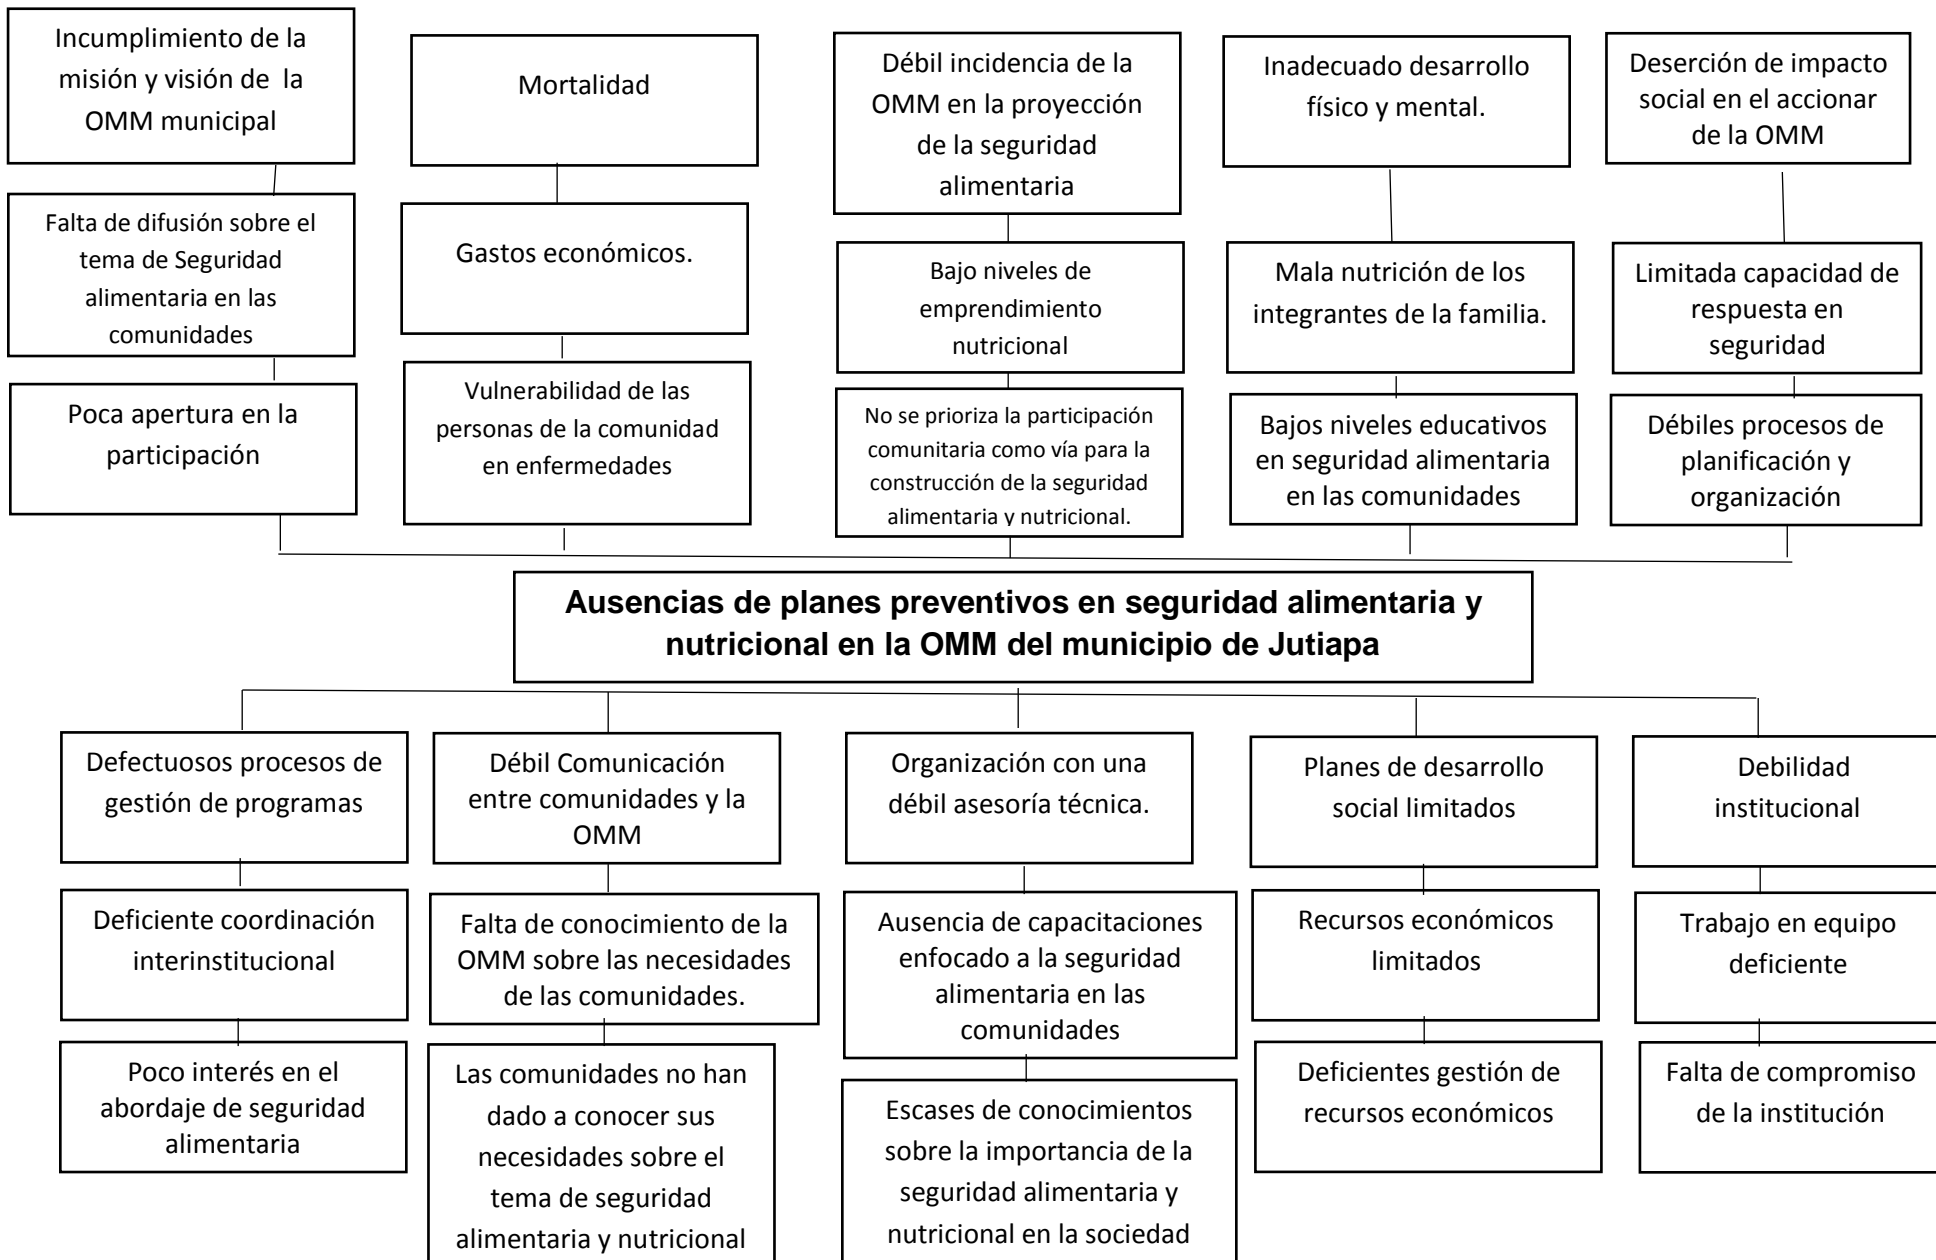 Incumplimiento de la
misión y visión de la
OMM municipal
Mortalidad
Débil incidencia de la
OMM en la proyección
de la seguridad
alimentaria
Inadecuado desarrollo
físico y mental.
Deserción de impacto
social en el accionar
de la OMM
Falta de difusión sobre el
tema de Seguridad
alimentaria en las
comunidades
Gastos económicos.
Bajo niveles de
emprendimiento
nutricional
Mala nutrición de los
integrantes de la familia.
Limitada capacidad de
respuesta en
seguridad
Poca apertura en la
participación
Vulnerabilidad de las
personas de la comunidad
en enfermedades
No se prioriza la participación
comunitaria como vía para la
construcción de la seguridad
alimentaria y nutricional.
Bajos niveles educativos
en seguridad alimentaria
en las comunidades
Débiles procesos de
planificación y
organización
Ausencias de planes preventivos en seguridad alimentaria y
nutricional en la OMM del municipio de Jutiapa
Defectuosos procesos de
gestión de programas
Débil Comunicación
entre comunidades y la
OMM
Organización con una
débil asesoría técnica.
Planes de desarrollo
social limitados
Debilidad
institucional
Deficiente coordinación
interinstitucional
Falta de conocimiento de la
OMM sobre las necesidades
de las comunidades.
Ausencia de capacitaciones
enfocado a la seguridad
alimentaria en las
comunidades
Recursos económicos
limitados
Trabajo en equipo
deficiente
Poco interés en el
abordaje de seguridad
alimentaria
Las comunidades no han
dado a conocer sus
necesidades sobre el
tema de seguridad
alimentaria y nutricional
Escases de conocimientos
sobre la importancia de la
seguridad alimentaria y
nutricional en la sociedad
Deficientes gestión de
recursos económicos
Falta de compromiso
de la institución